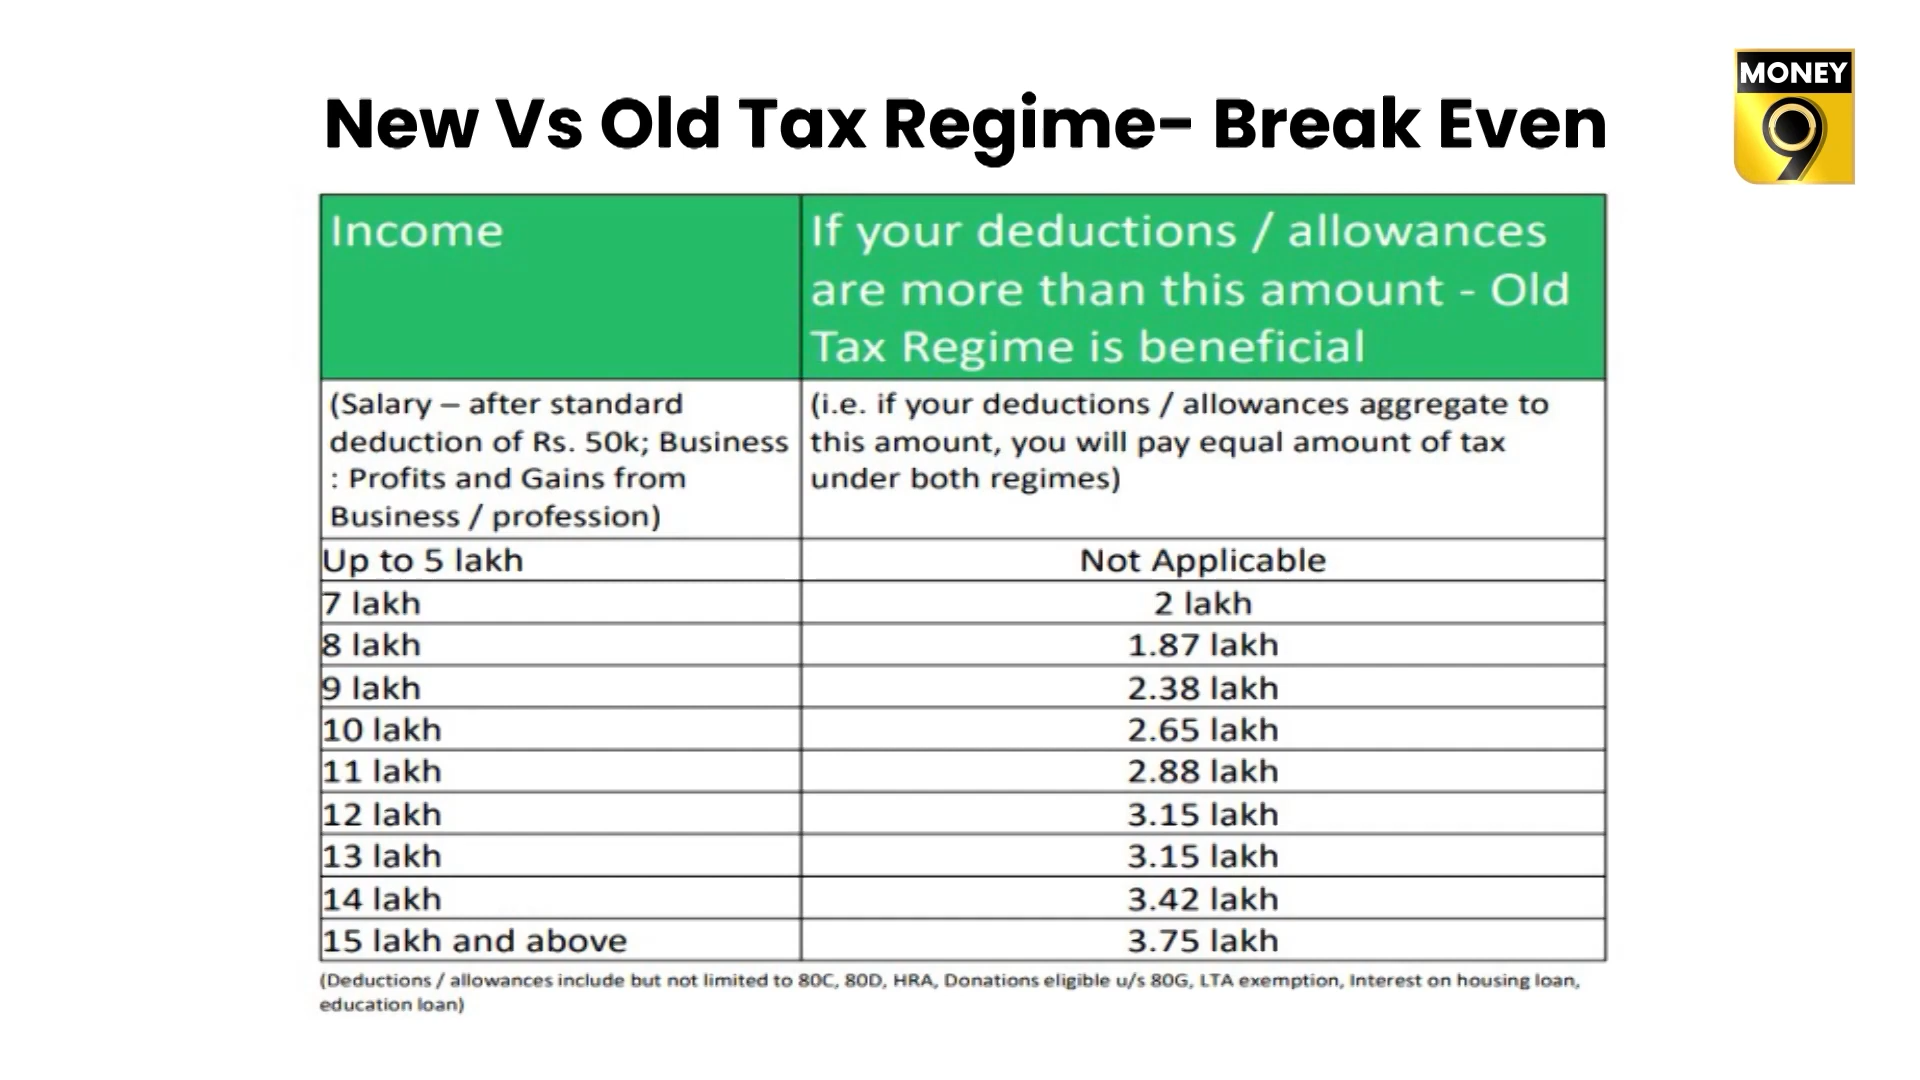 MONEY
9
New Vs Old Tax Regime- Break Even
Income
If your deductions / allowances
are more than this amount - Old
Tax Regime is beneficial
(Salary – after standard
deduction of Rs. 50k; Business
: Profits and Gains from
Business / profession)
(i.e. if your deductions / allowances aggregate to
this amount, you will pay equal amount of tax
under both regimes)
Up to 5 lakh
Not Applicable
7 lakh
2 lakh
8 lakh
1.87 lakh
9 lakh
2.38 lakh
10 lakh
2.65 lakh
11 lakh
2.88 lakh
12 lakh
3.15 lakh
13 lakh
3.15 lakh
14 lakh
3.42 lakh
15 lakh and above
3.75 lakh
(Deductions / allowances include but not limited to 80C, 80D, HRA, Donations eligible u/s 80G, LTA exemption, Interest on housing loan,
education loan)